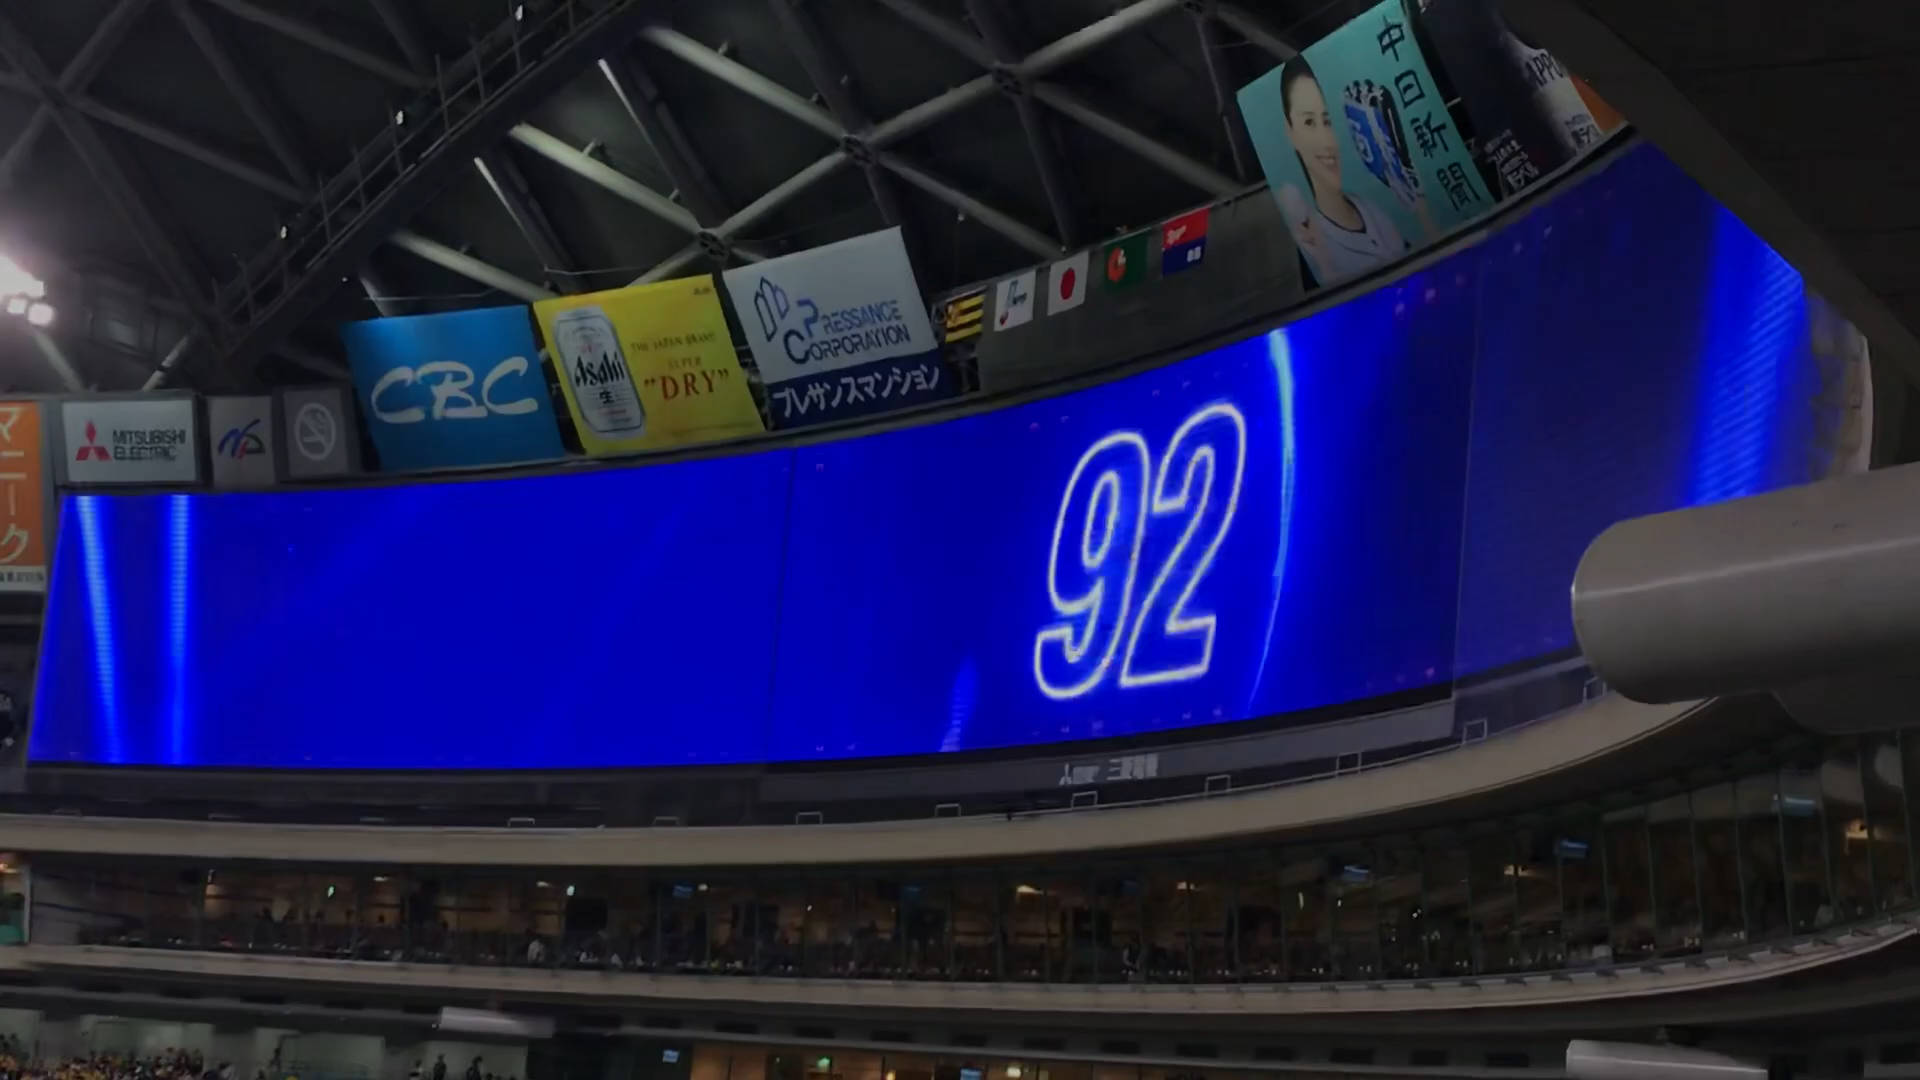 マニーク
MITSUBISHI
ELECTRIC
CBC
Asahi
生
THE JAPAN BRAND
SUPER
"DRY"
PRESSANCE
CORPORATION
プレサンスマンション
中日新聞
92
三菱電機